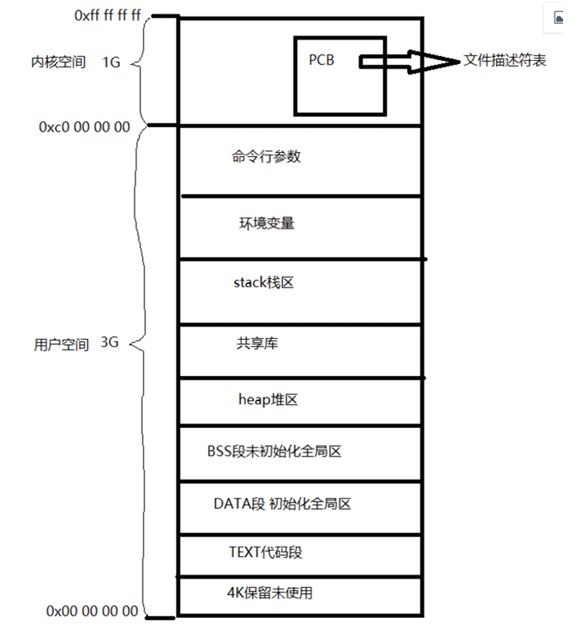 0xff ff ff ff
内核空间 1G
PCB
文件描述符表
0xc0 00 00 00
命令行参数
环境变量
stack栈区
用户空间 3G
共享库
heap堆区
BSS段未初始化全局区
DATA段 初始化全局区
TEXT代码段
4K保留未使用
0x00 00 00 00